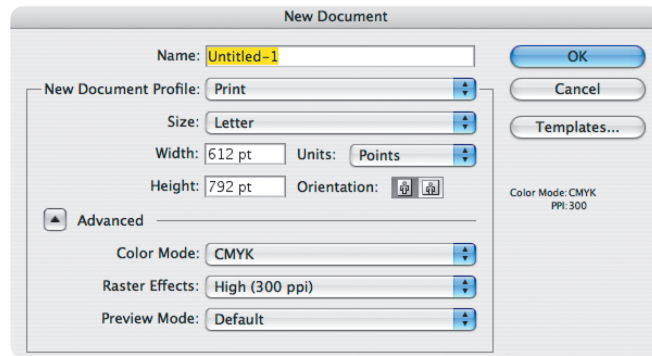 New Document
Name: Untitled-1
OK
New Document Profile: Print
Cancel
Size: Letter
Templates...
Width: 612 pt Units: Points
Height: 792 pt Orientation:
Color Mode: CMYK
PPI: 300
Advanced
Color Mode: CMYK
Raster Effects: High (300 ppi)
Preview Mode: Default